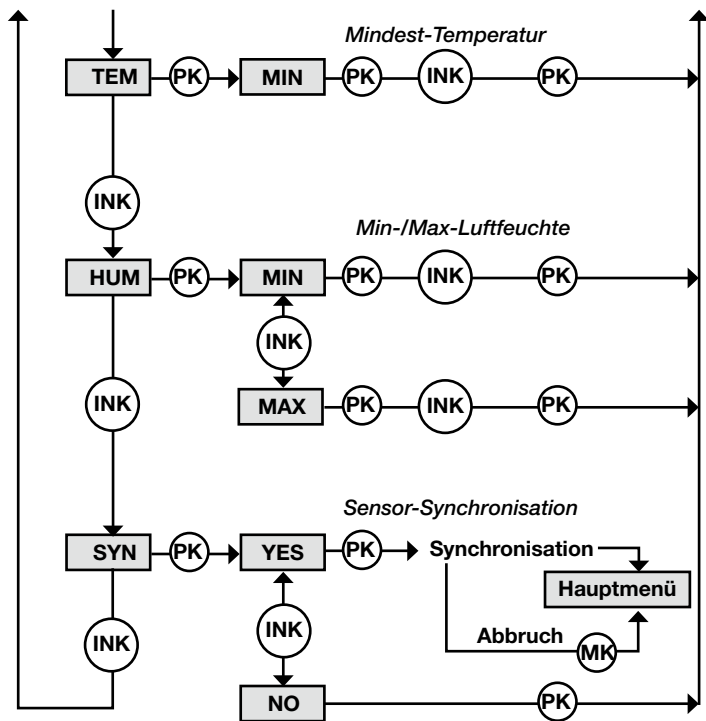 Mindest-Temperatur
TEM PK MIN PK INK PK
INK
Min-/Max-Luftfeuchte
HUM PK MIN PK INK PK
INK
INK
MAX PK INK PK
Sensor-Synchronisation
SYN PK YES PK Synchronisation
Hauptmenü
INK
INK
Abbruch MK
NO PK